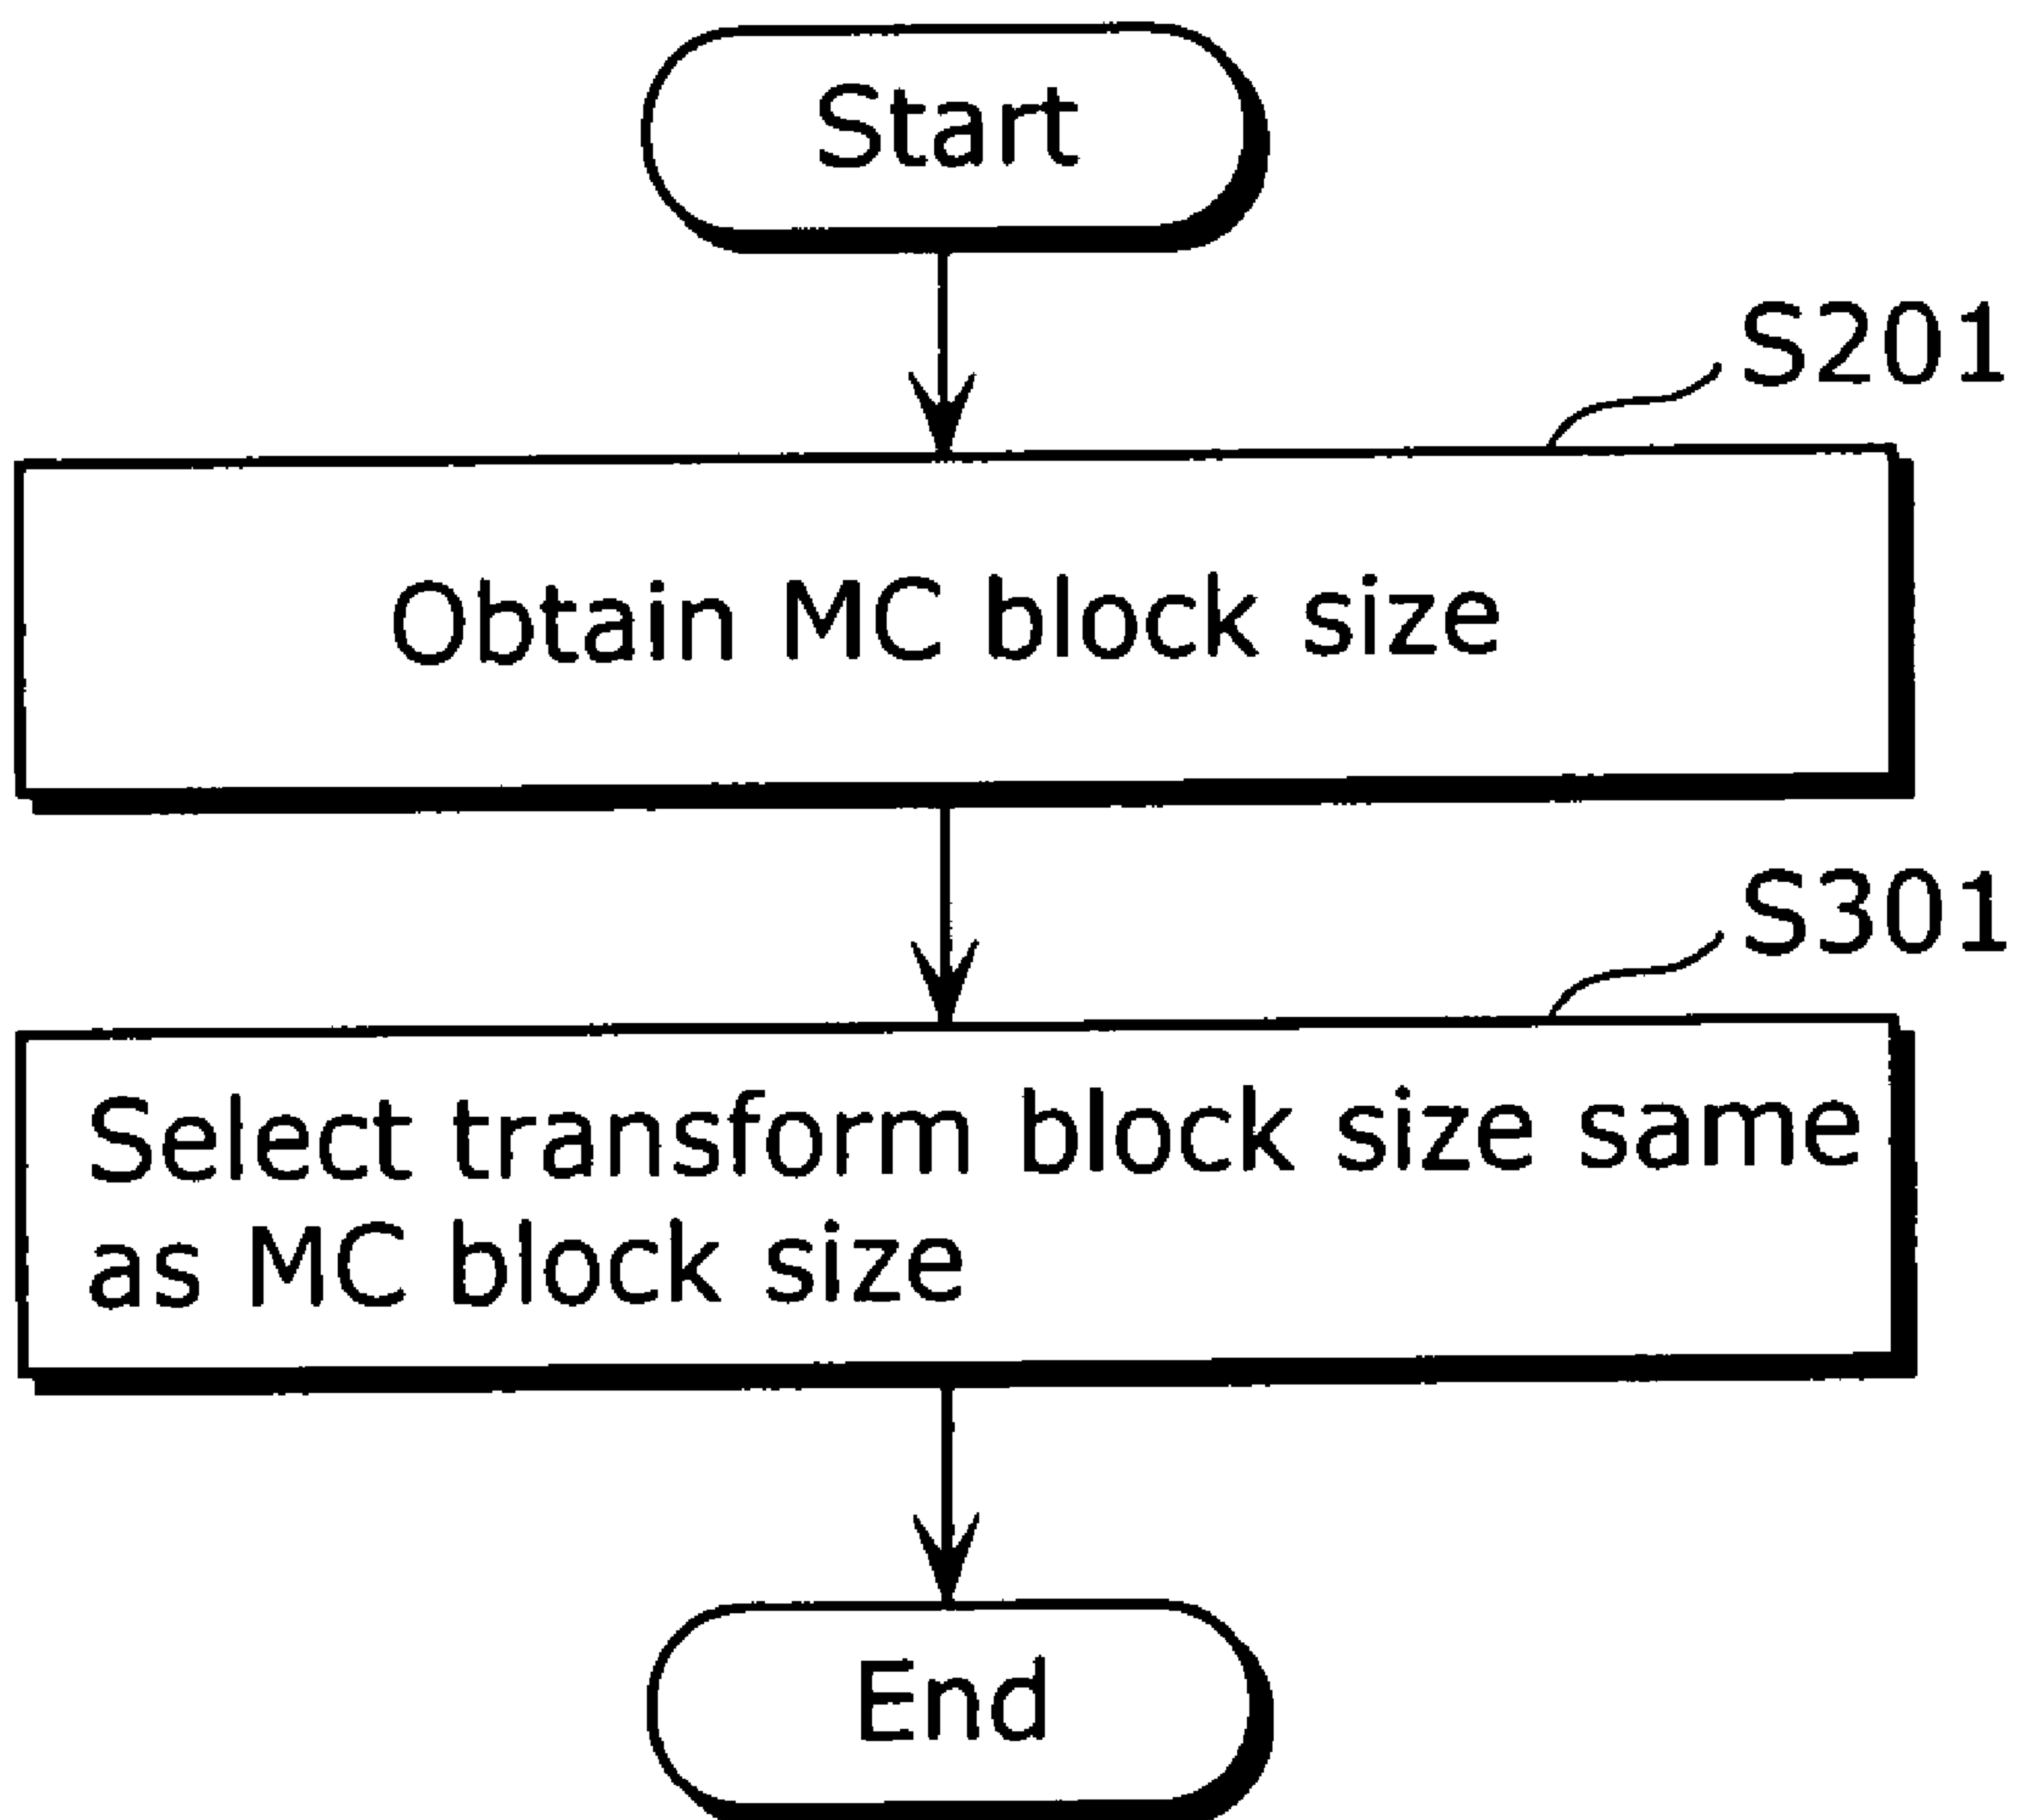 Start
S201
Obtain MC block size
S301
Select transform block size same
as MC block size
End